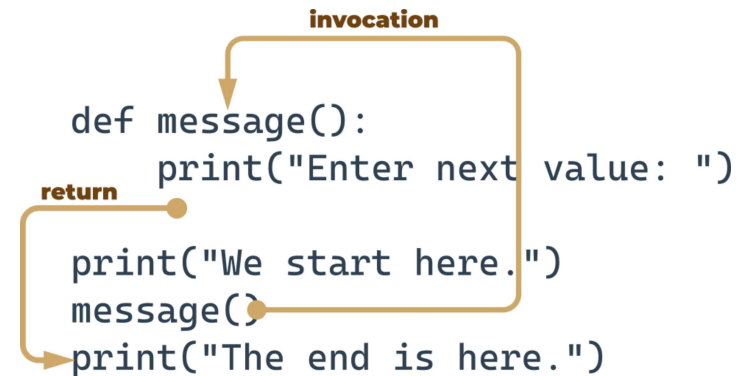 invocation
def message():
    print("Enter next value: ")
return
print("We start here.")
message()
print("The end is here.")